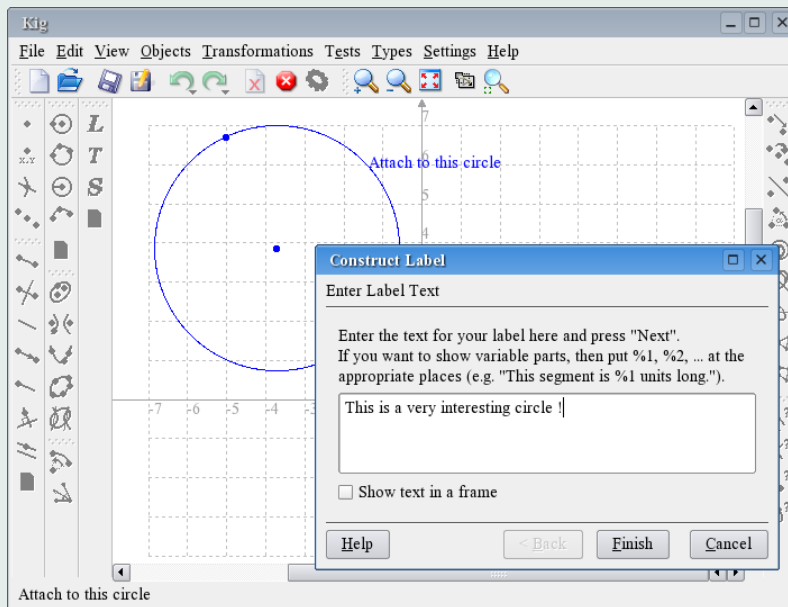 Kig
File Edit View Objects Transformations Tests Types Settings Help
x,y
L
T
S
7
6
Attach to this circle
5
4
-7 -6 -5 -4 -3
Construct Label
Enter Label Text
Enter the text for your label here and press "Next".
If you want to show variable parts, then put %1, %2, ... at the
appropriate places (e.g. "This segment is %1 units long.").
This is a very interesting circle !
Show text in a frame
Help < Back Finish Cancel
Attach to this circle